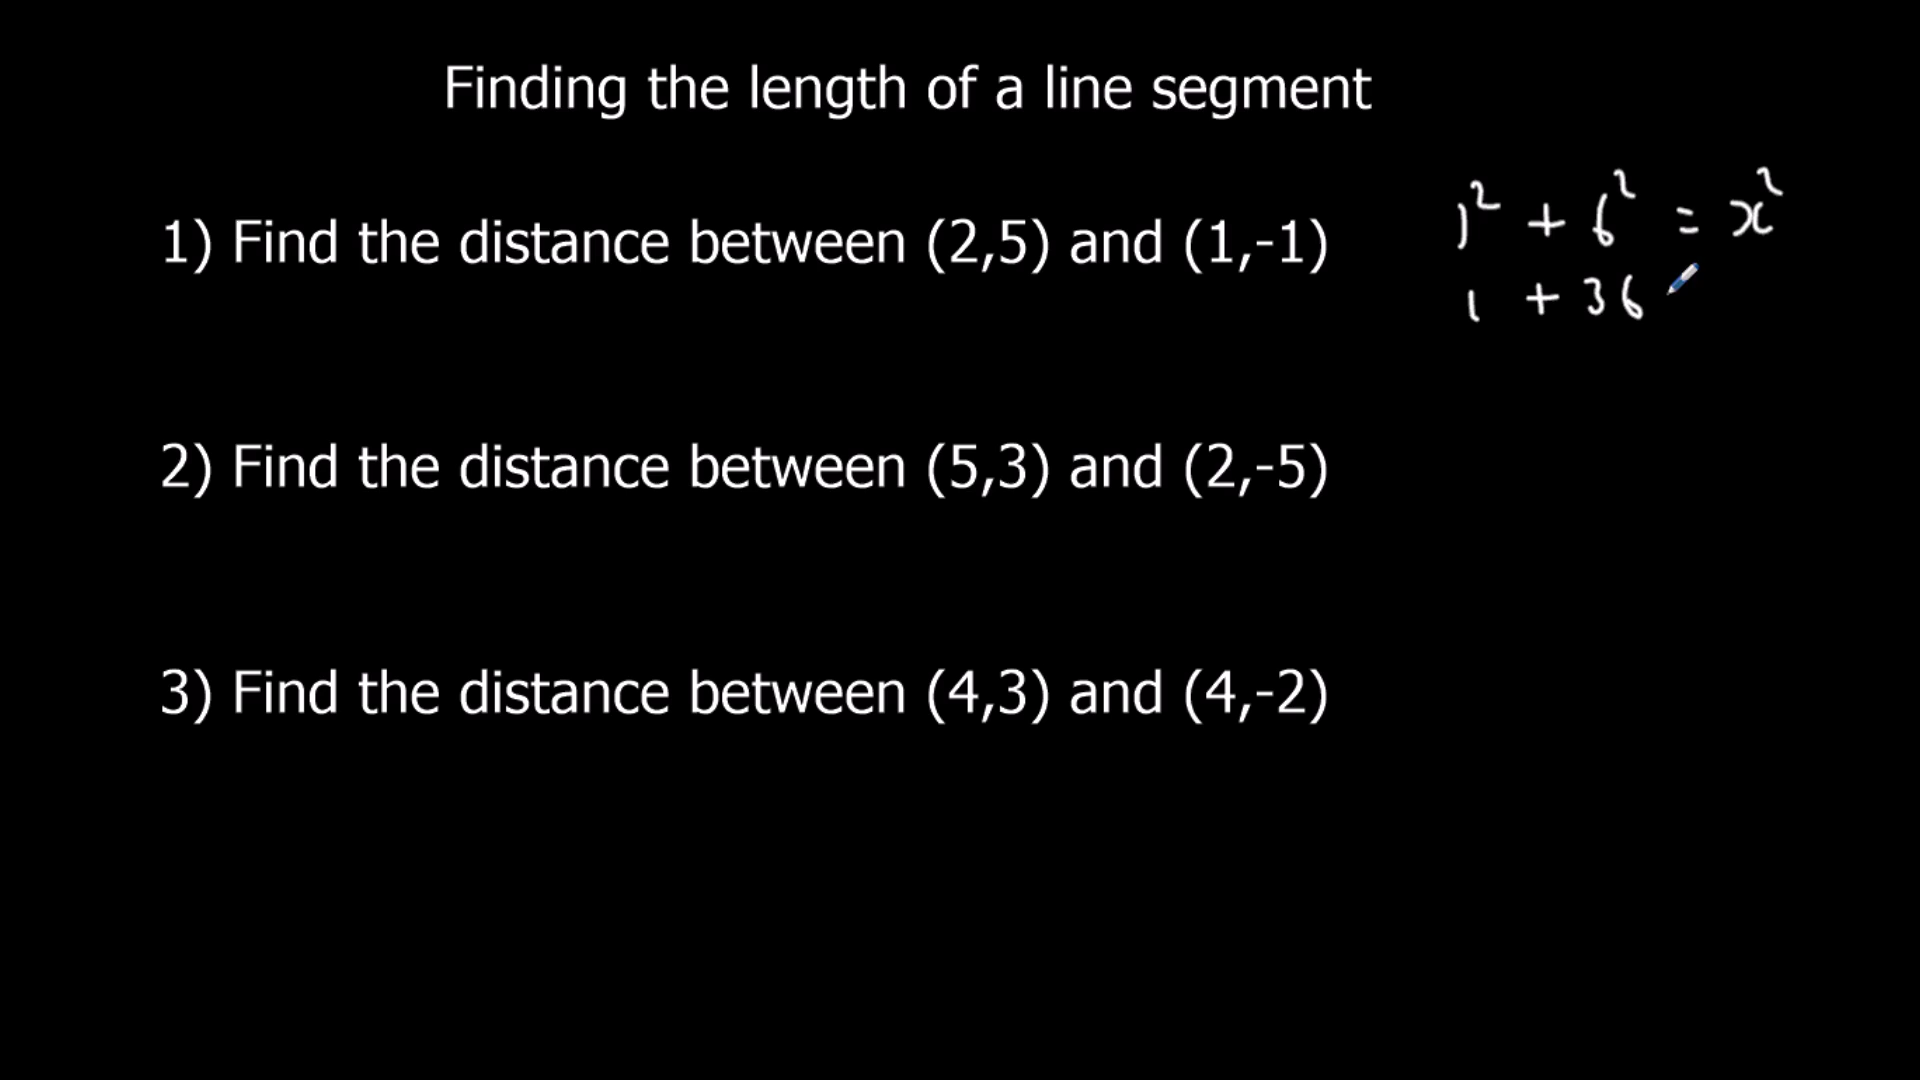 Finding the length of a line segment
1) Find the distance between (2,5) and (1,-1)
1² + 6² = x²
1 + 36
2) Find the distance between (5,3) and (2,-5)
3) Find the distance between (4,3) and (4,-2)